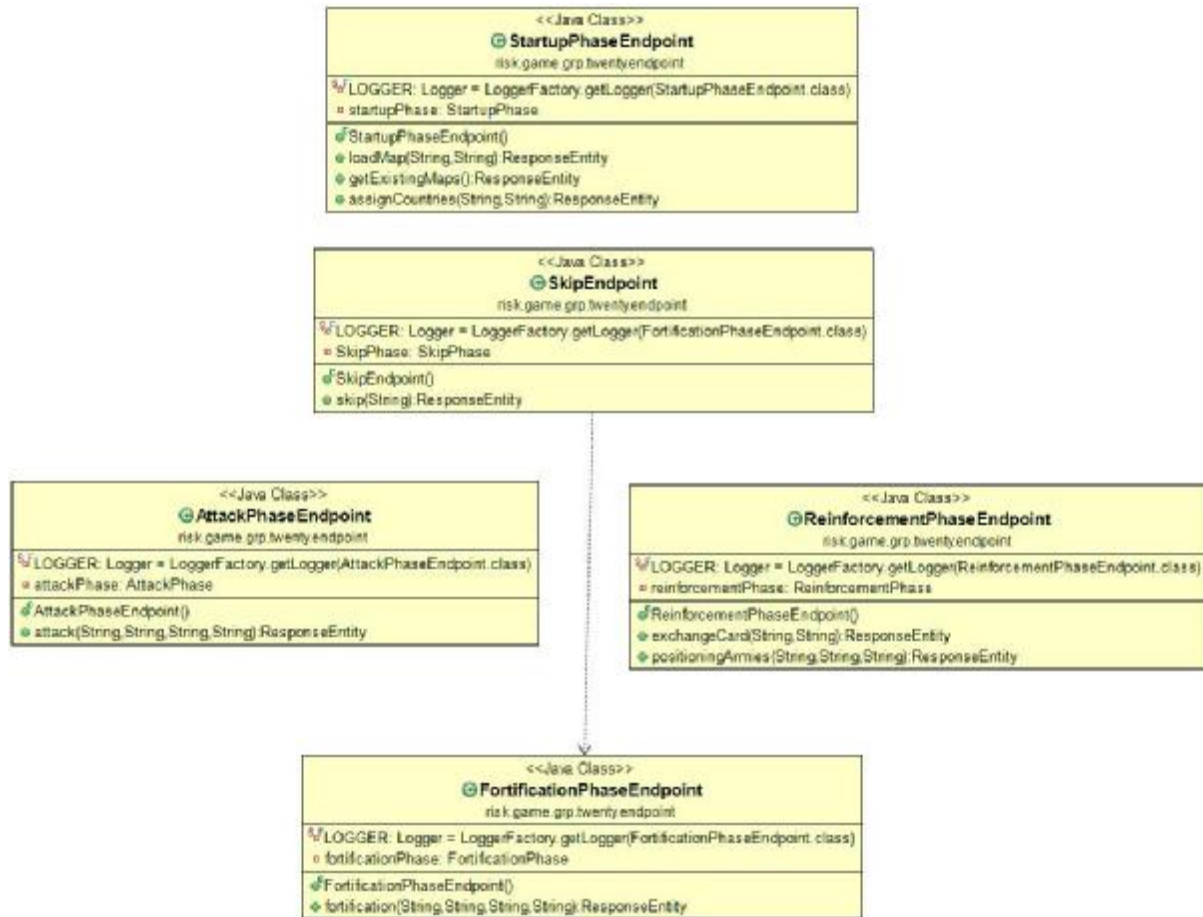 <<Java Class>>
StartupPhaseEndpoint
risk.game.grp.twenty.endpoint
LOGGER: Logger = LoggerFactory.getLogger(StartupPhaseEndpoint.class)
startupPhase: StartupPhase
StartupPhaseEndpoint()
loadMap(String,String):ResponseEntity
getExistingMaps():ResponseEntity
assignCountries(String,String):ResponseEntity
<<Java Class>>
SkipEndpoint
risk.game.grp.twenty.endpoint
LOGGER: Logger = LoggerFactory.getLogger(FortificationPhaseEndpoint.class)
SkipPhase: SkipPhase
SkipEndpoint()
skip(String):ResponseEntity
<<Java Class>>
AttackPhaseEndpoint
risk.game.grp.twenty.endpoint
LOGGER: Logger = LoggerFactory.getLogger(AttackPhaseEndpoint.class)
attackPhase: AttackPhase
AttackPhaseEndpoint()
attack(String,String,String,String):ResponseEntity
<<Java Class>>
ReinforcementPhaseEndpoint
risk.game.grp.twenty.endpoint
LOGGER: Logger = LoggerFactory.getLogger(ReinforcementPhaseEndpoint.class)
reinforcementPhase: ReinforcementPhase
ReinforcementPhaseEndpoint()
exchangeCard(String,String):ResponseEntity
positioningArmies(String,String,String):ResponseEntity
<<Java Class>>
FortificationPhaseEndpoint
risk.game.grp.twenty.endpoint
LOGGER: Logger = LoggerFactory.getLogger(FortificationPhaseEndpoint.class)
fortificationPhase: FortificationPhase
FortificationPhaseEndpoint()
fortification(String,String,String,String):ResponseEntity